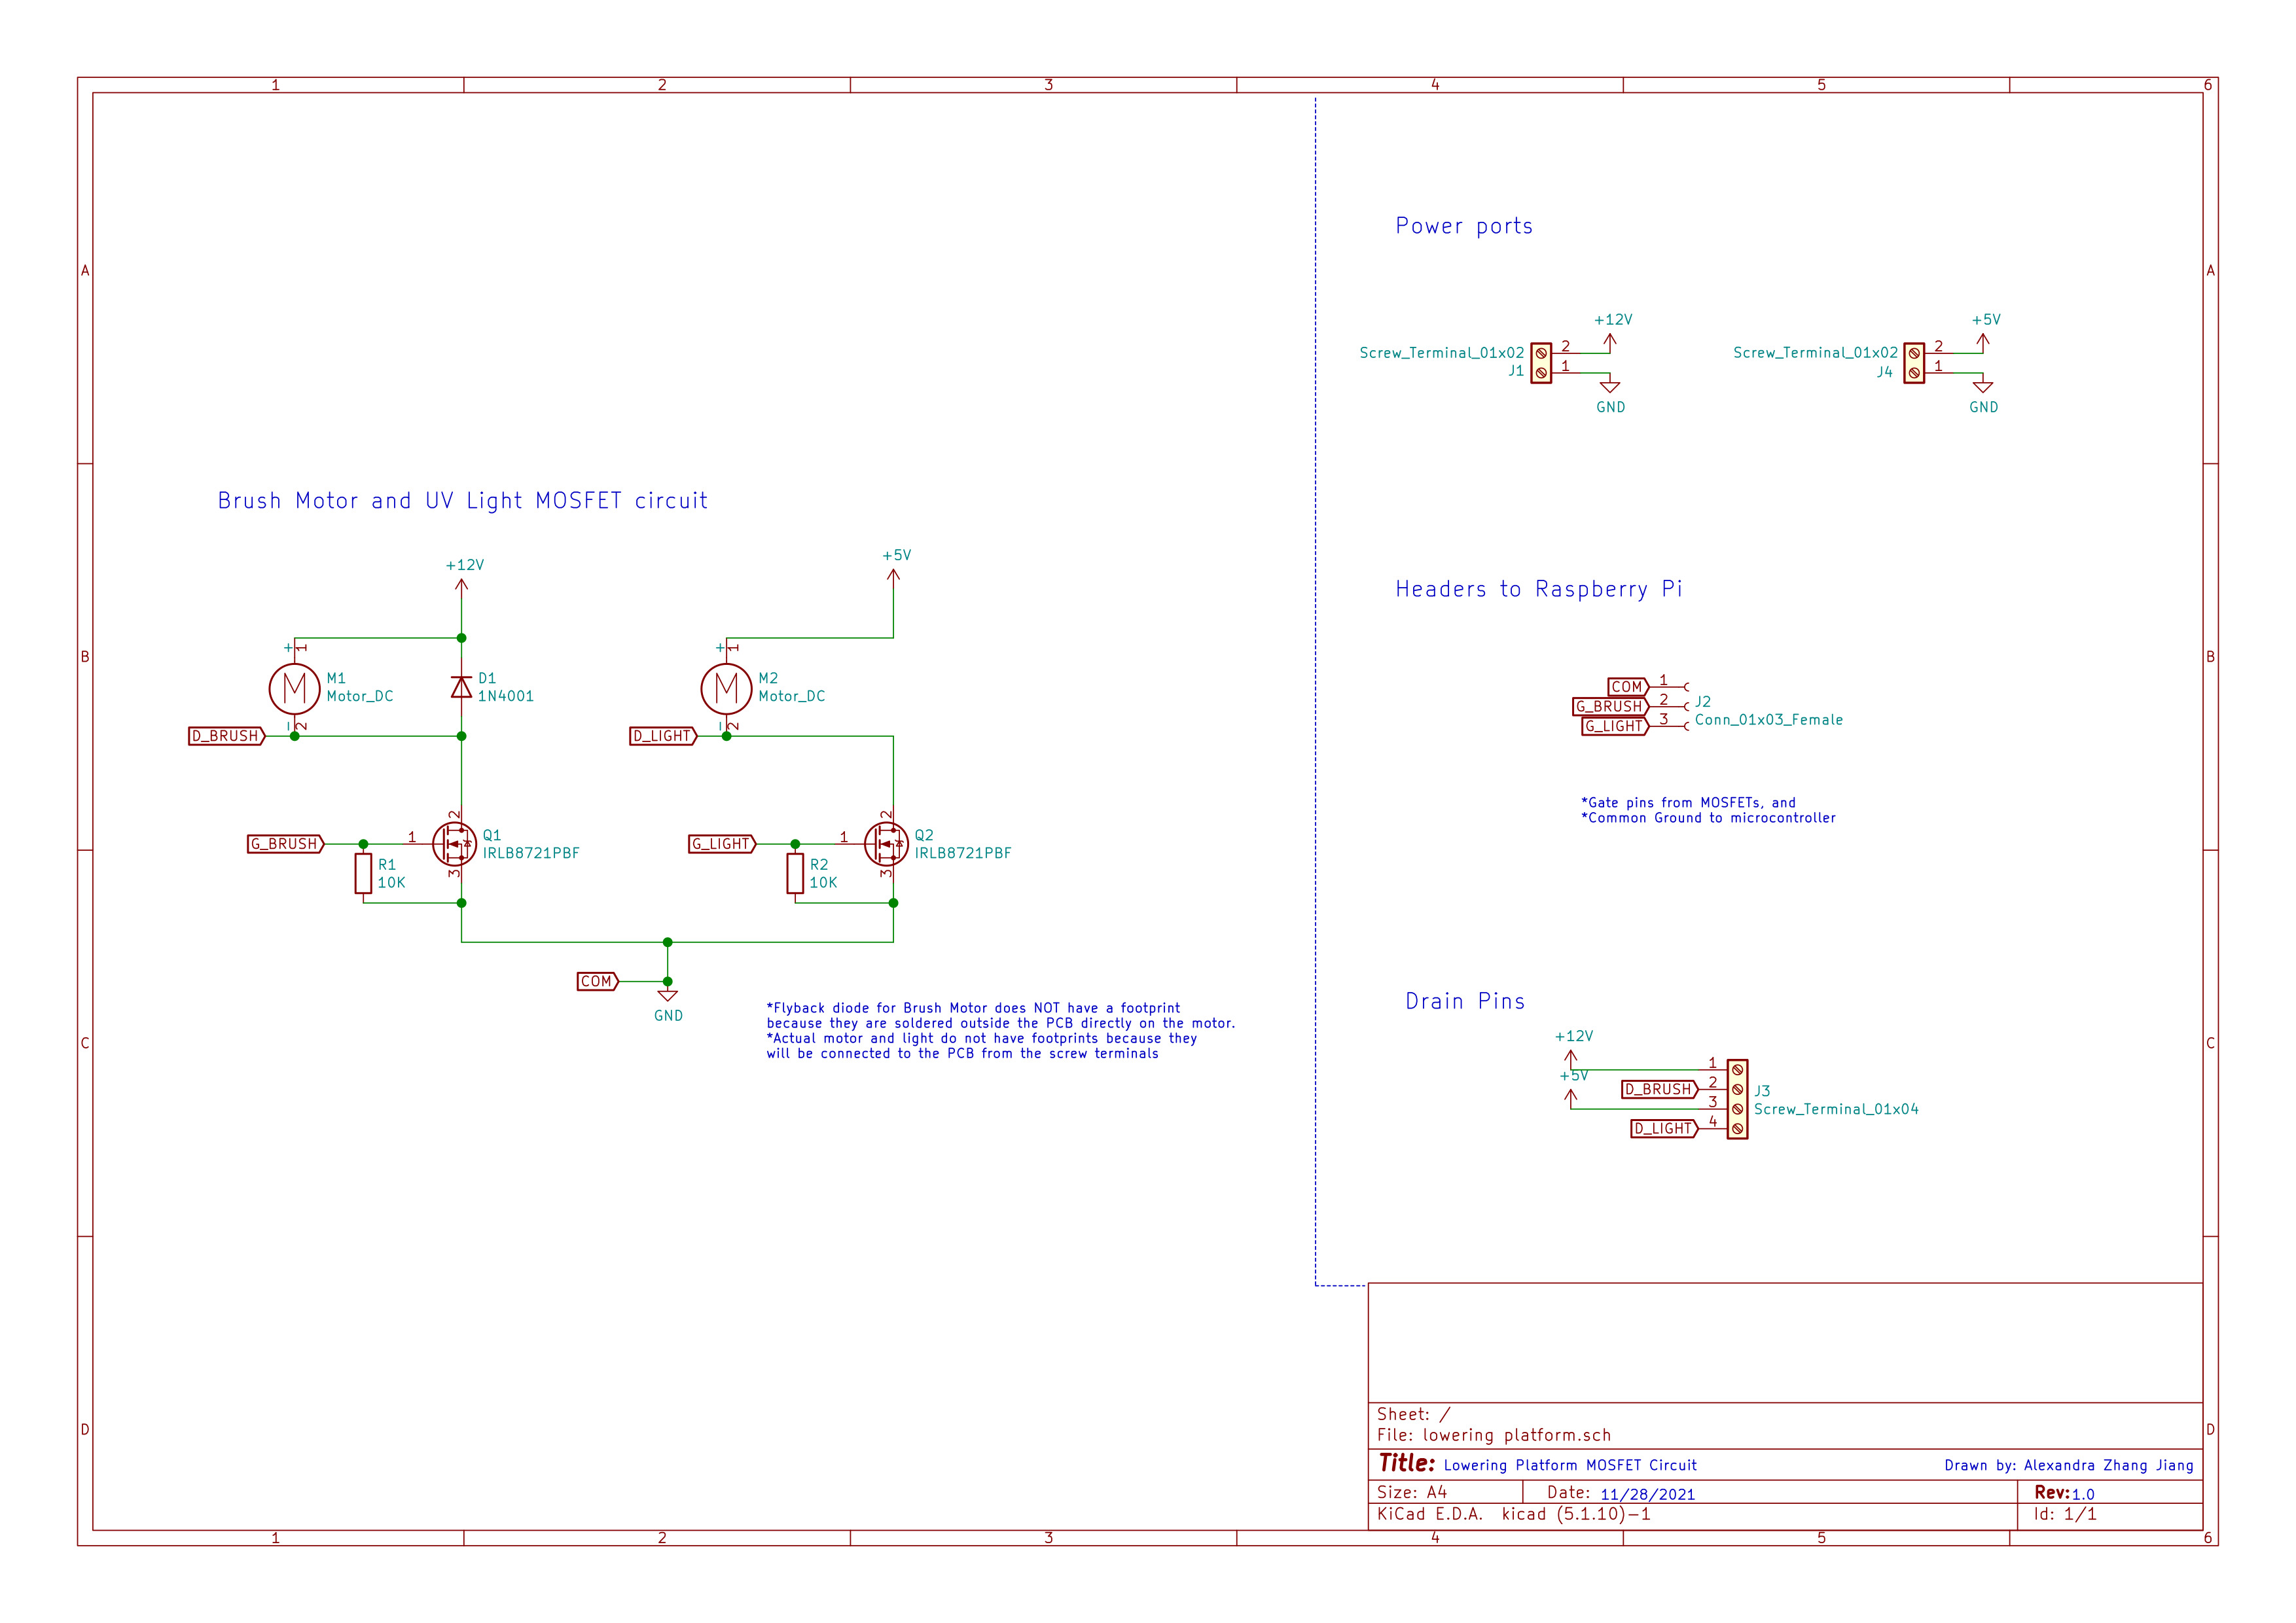 1 2 3 4 5 6
A A
Power ports
+12V +5V
Screw_Terminal_01x02 2 Screw_Terminal_01x02 2
J1 1 J4 1
GND GND
Brush Motor and UV Light MOSFET circuit
+12V +5V
Headers to Raspberry Pi
B B
+ 1 + 1
M M1 D1 M M2
Motor_DC 1N4001 Motor_DC
- 2 - 2
D_BRUSH D_LIGHT
COM 1
G_BRUSH 2 J2
G_LIGHT 3 Conn_01x03_Female
*Gate pins from MOSFETs, and
*Common Ground to microcontroller
2 2
G_BRUSH 1 Q1 G_LIGHT 1 Q2
IRLB8721PBF IRLB8721PBF
R1 3 R2 3
10K 10K
COM
GND
*Flyback diode for Brush Motor does NOT have a footprint
because they are soldered outside the PCB directly on the motor.
*Actual motor and light do not have footprints because they
will be connected to the PCB from the screw terminals
Drain Pins
C C
+12V
1
+5V
D_BRUSH 2 J3
3 Screw_Terminal_01x04
D_LIGHT 4
D D
Sheet: /
File: lowering platform.sch
Title: Lowering Platform MOSFET Circuit Drawn by: Alexandra Zhang Jiang
Size: A4 Date: 11/28/2021 Rev:1.0
KiCad E.D.A. kicad (5.1.10)-1 Id: 1/1
1 2 3 4 5 6